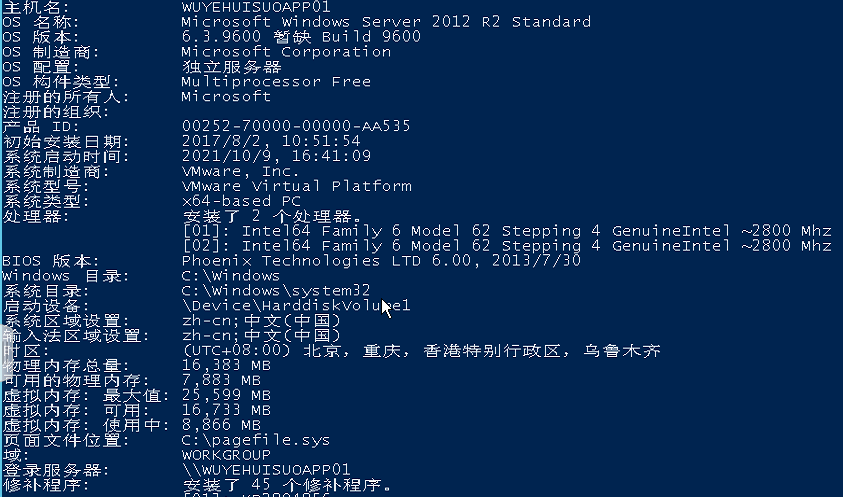 主机名: WUYEHUISUOAPP01
OS 名称: Microsoft Windows Server 2012 R2 Standard
OS 版本: 6.3.9600 暂缺 Build 9600
OS 制造商: Microsoft Corporation
OS 配置: 独立服务器
OS 构件类型: Multiprocessor Free
注册的所有人: Microsoft
注册的组织:
产品 ID: 00252-70000-00000-AA535
初始安装日期: 2017/8/2, 10:51:54
系统启动时间: 2021/10/9, 16:41:09
系统制造商: VMware, Inc.
系统型号: VMware Virtual Platform
系统类型: x64-based PC
处理器: 安装了 2 个处理器。
[01]: Intel64 Family 6 Model 62 Stepping 4 GenuineIntel ~2800 Mhz
[02]: Intel64 Family 6 Model 62 Stepping 4 GenuineIntel ~2800 Mhz
BIOS 版本: Phoenix Technologies LTD 6.00, 2013/7/30
Windows 目录: C:\Windows
系统目录: C:\Windows\system32
启动设备: \Device\HarddiskVolume1
系统区域设置: zh-cn;中文(中国)
输入法区域设置: zh-cn;中文(中国)
时区: (UTC+08:00) 北京，重庆，香港特别行政区，乌鲁木齐
物理内存总量: 16,383 MB
可用的物理内存: 7,883 MB
虚拟内存: 最大值: 25,599 MB
虚拟内存: 可用: 16,733 MB
虚拟内存: 使用中: 8,866 MB
页面文件位置: C:\pagefile.sys
域: WORKGROUP
登录服务器: \\WUYEHUISUOAPP01
修补程序: 安装了 45 个修补程序。